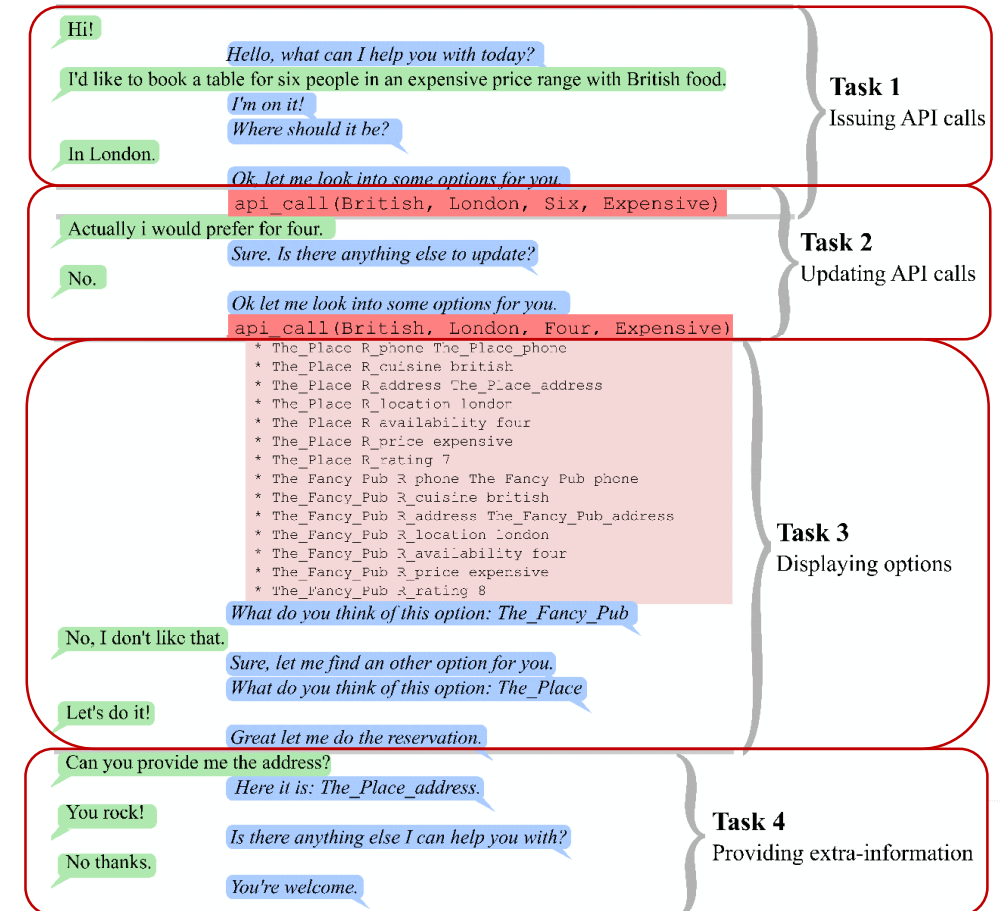 Hi!
Hello, what can I help you with today?
I'd like to book a table for six people in an expensive price range with British food.
I'm on it!
Where should it be?
In London.
Ok, let me look into some options for you.
api_call(British, London, Six, Expensive)
Task 1
Issuing API calls
Actually i would prefer for four.
Sure. Is there anything else to update?
No.
Ok let me look into some options for you.
api_call(British, London, Four, Expensive)
Task 2
Updating API calls
* The_Place R_phone The_Place_phone
* The_Place R_cuisine british
* The_Place R_address The_Place_address
* The_Place R_location london
* The_Place R_availability four
* The_Place R_price expensive
* The_Place R_rating 7
* The_Fancy_Pub R_phone The_Fancy_Pub_phone
* The_Fancy_Pub R_cuisine british
* The_Fancy_Pub R_address The_Fancy_Pub_address
* The_Fancy_Pub R_location london
* The_Fancy_Pub R_availability four
* The_Fancy_Pub R_price expensive
* The_Fancy_Pub R_rating 8
What do you think of this option: The_Fancy_Pub
No, I don't like that.
Sure, let me find an other option for you.
What do you think of this option: The_Place
Let's do it!
Great let me do the reservation.
Task 3
Displaying options
Can you provide me the address?
Here it is: The_Place_address.
You rock!
Is there anything else I can help you with?
No thanks.
You're welcome.
Task 4
Providing extra-information